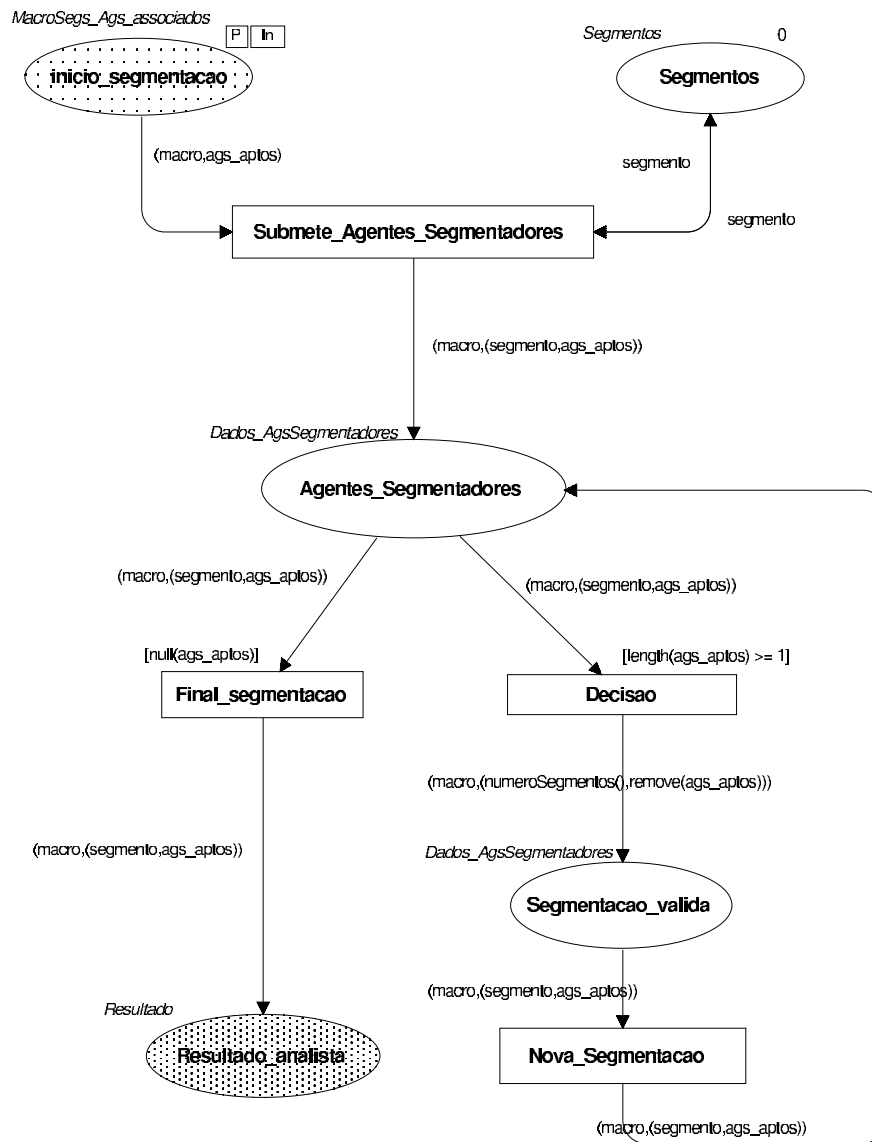 MacroSegs_Ags_associados
P In
inicio_segmentacao
Segmentos 0
Segmentos
(macro,ags_aptos)
segmento
segmento
Submete_Agentes_Segmentadores
(macro,(segmento,ags_aptos))
Dados_AgsSegmentadores
Agentes_Segmentadores
(macro,(segmento,ags_aptos))
(macro,(segmento,ags_aptos))
[null(ags_aptos)]
[length(ags_aptos) >= 1]
Final_segmentacao
Decisao
(macro,(numeroSegmentos(),remove(ags_aptos)))
(macro,(segmento,ags_aptos))
Dados_AgsSegmentadores
Segmentacao_valida
(macro,(segmento,ags_aptos))
Resultado
Resultado_analista
Nova_Segmentacao
(macro,(segmento,ags_aptos))